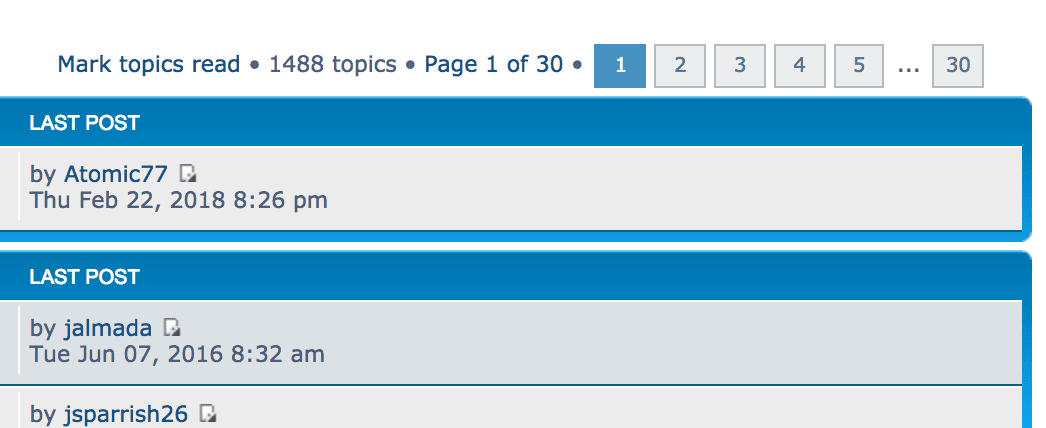 Mark topics read • 1488 topics • Page 1 of 30 • 1 2 3 4 5 ... 30
LAST POST
by Atomic77
Thu Feb 22, 2018 8:26 pm
LAST POST
by jalmada
Tue Jun 07, 2016 8:32 am
by jsparrish26